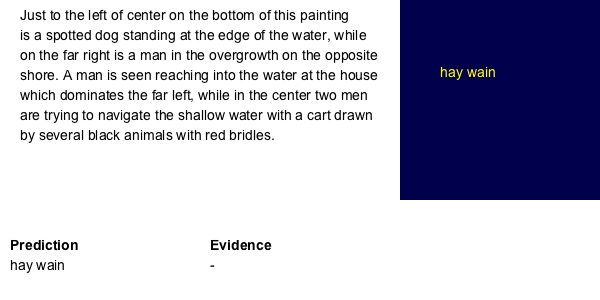 Just to the left of center on the bottom of this painting
is a spotted dog standing at the edge of the water, while
on the far right is a man in the overgrowth on the opposite
shore. A man is seen reaching into the water at the house
which dominates the far left, while in the center two men
are trying to navigate the shallow water with a cart drawn
by several black animals with red bridles.
hay wain
Prediction Evidence
hay wain -